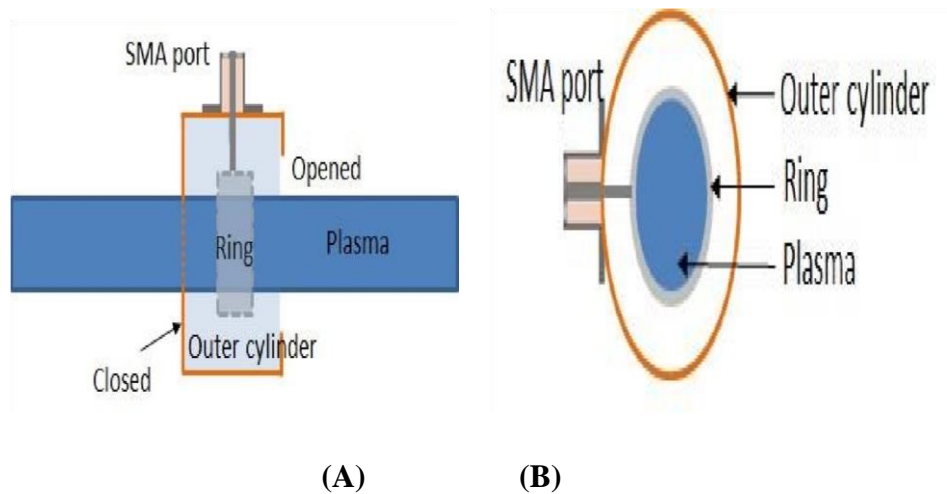 SMA port
Opened
Ring
Plasma
Outer cylinder
Closed
SMA port
Outer cylinder
Ring
Plasma
(A)
(B)